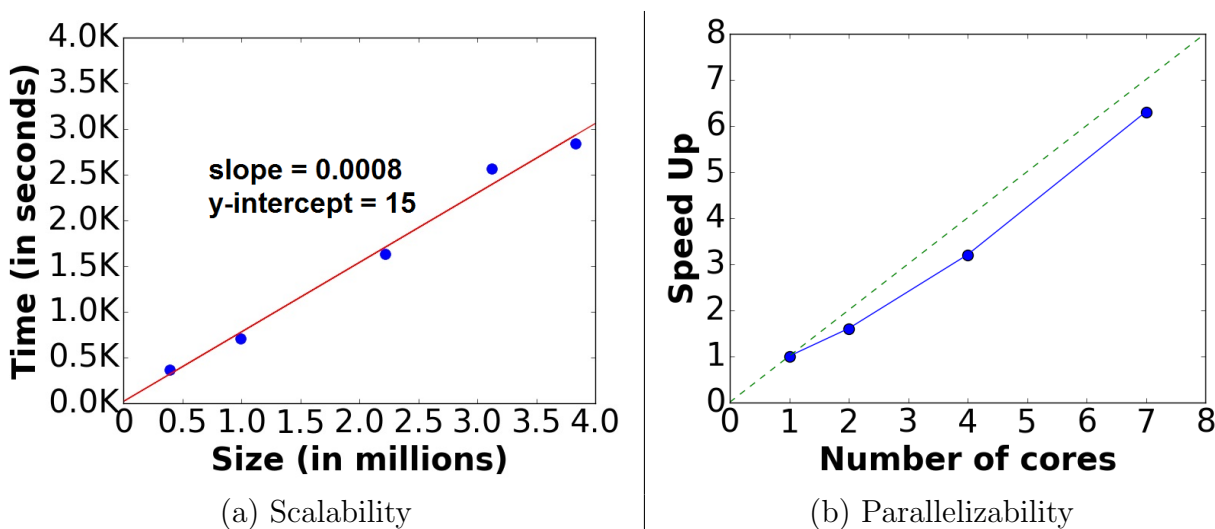 4.0K
3.5K
3.0K
2.5K
2.0K
1.5K
1.0K
0.5K
0.0K
Time (in seconds)
slope = 0.0008
y-intercept = 15
0 0.5 1.0 1.5 2.0 2.5 3.0 3.5 4.0
Size (in millions)
(a) Scalability
8
7
6
5
4
3
2
1
0
Speed Up
0 1 2 3 4 5 6 7 8
Number of cores
(b) Parallelizability